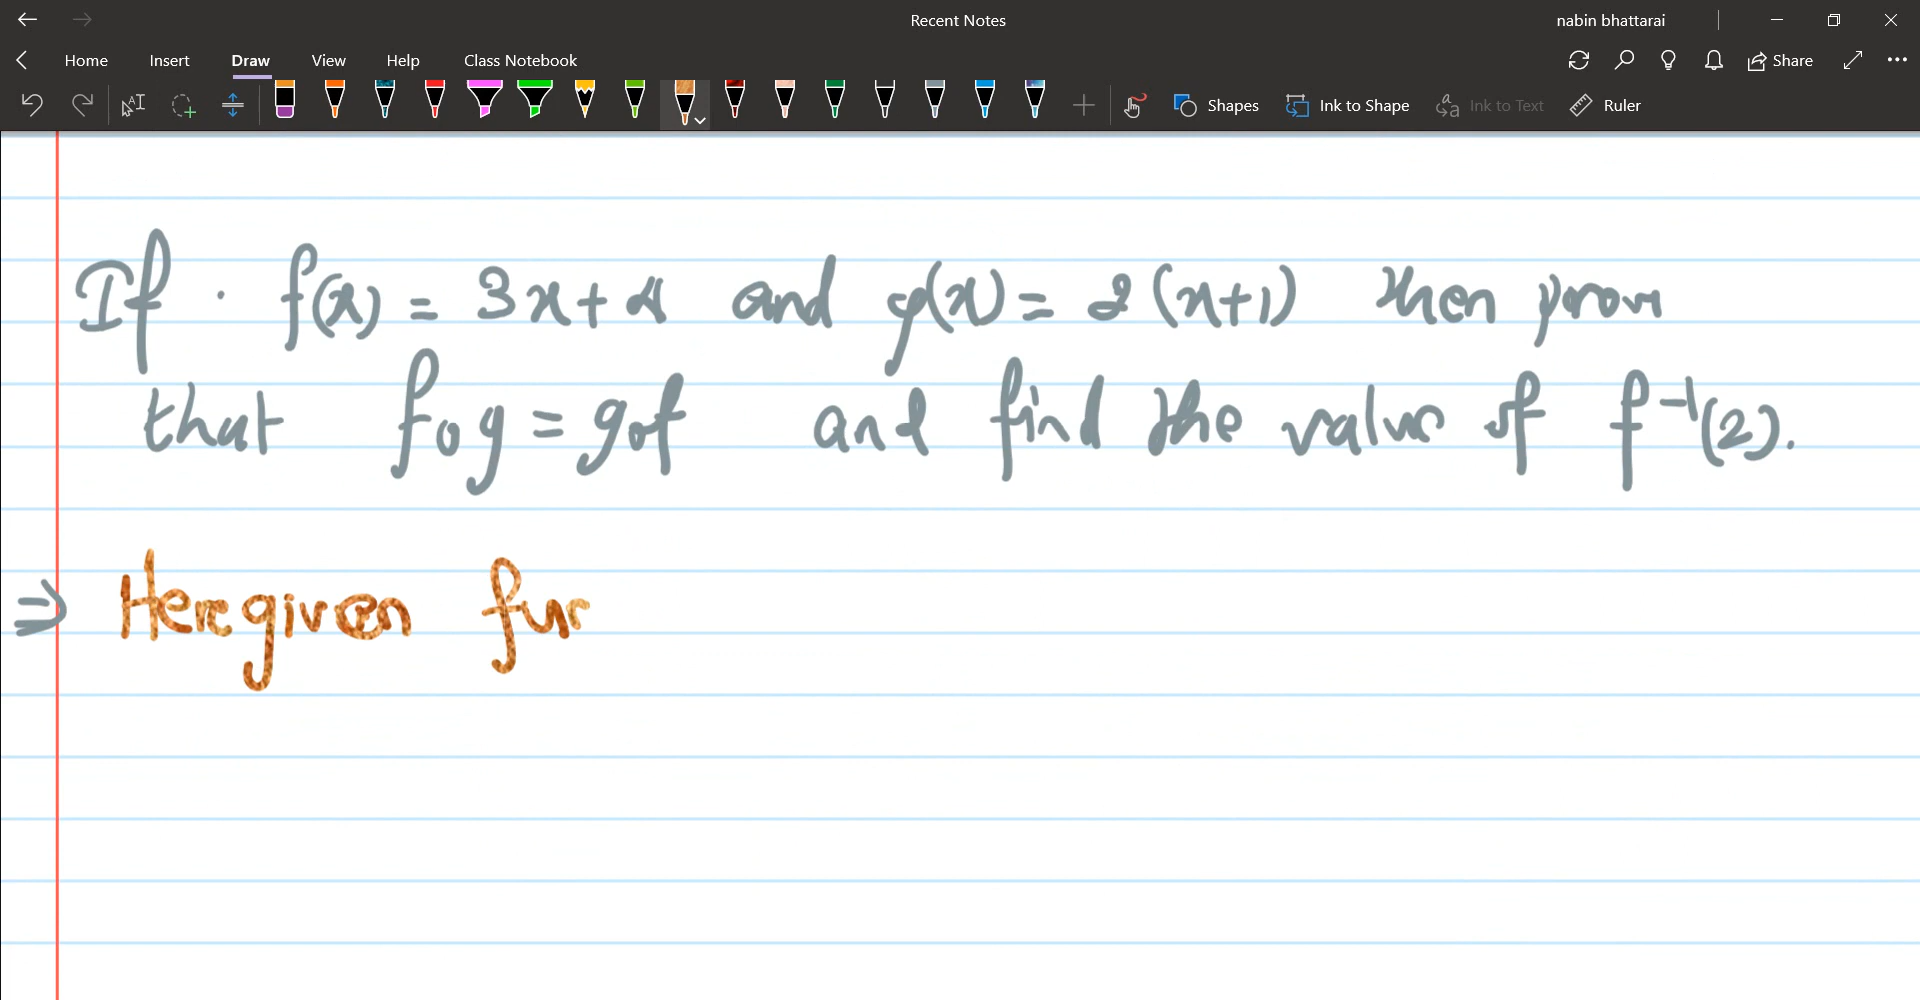 Recent Notes
nabin bhattarai
Home Insert Draw View Help Class Notebook
Share
Shapes Ink to Shape Ink to Text Ruler
If . f(x) = 3x+4 and g(x) = 2(x+1) then prove
that fog = gof and find the value of f⁻¹(2).
⇒ Here given fun